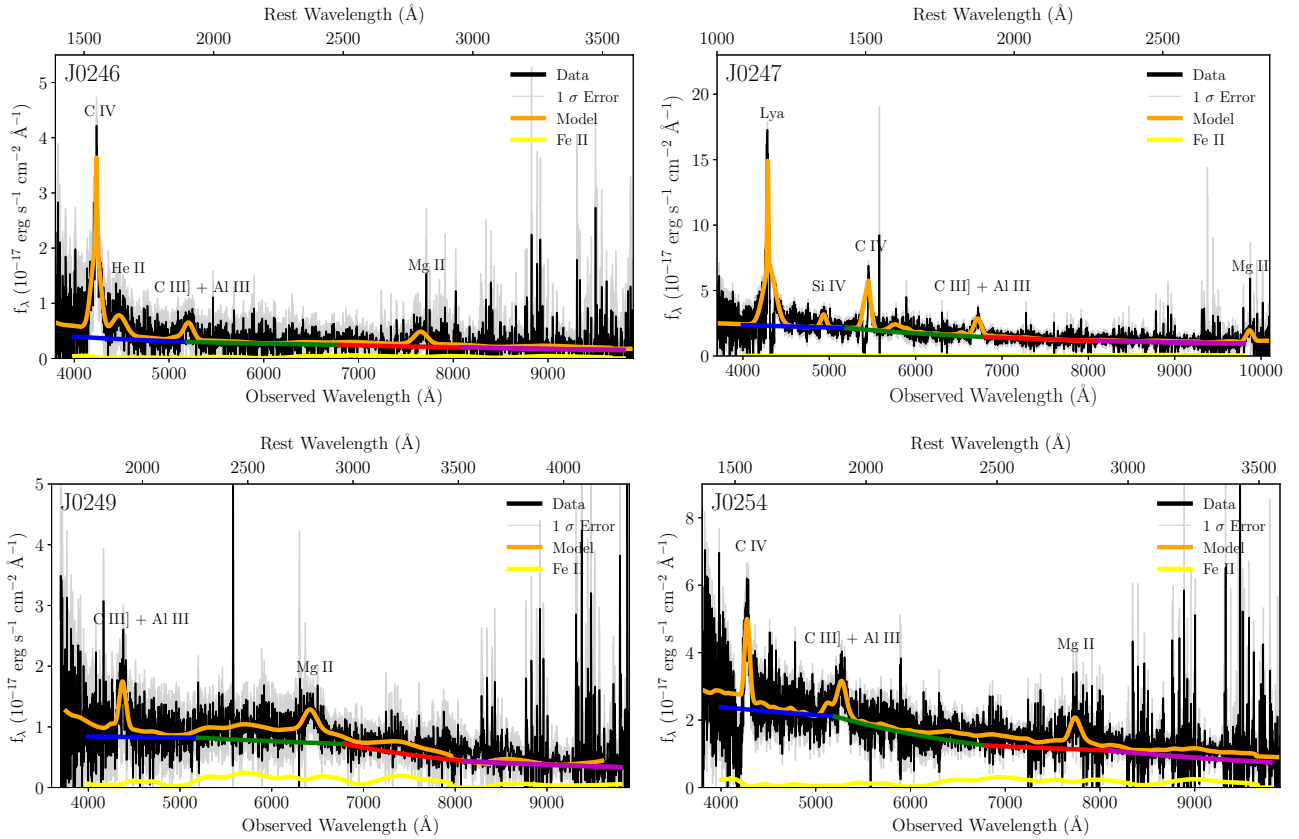 Rest Wavelength (Å)
1500 2000 2500 3000 3500
J0246
Data
1 σ Error
Model
Fe II
C IV
He II
C III] + Al III
Mg II
f_λ (10⁻¹⁷ erg s⁻¹ cm⁻² Å⁻¹)
5
4
3
2
1
0
4000 5000 6000 7000 8000 9000
Observed Wavelength (Å)
Rest Wavelength (Å)
1000 1500 2000 2500
J0247
Data
1 σ Error
Model
Fe II
Lya
Si IV
C IV
C III] + Al III
Mg II
f_λ (10⁻¹⁷ erg s⁻¹ cm⁻² Å⁻¹)
20
15
10
5
0
4000 5000 6000 7000 8000 9000 10000
Observed Wavelength (Å)
Rest Wavelength (Å)
2000 2500 3000 3500 4000
J0249
Data
1 σ Error
Model
Fe II
C III] + Al III
Mg II
f_λ (10⁻¹⁷ erg s⁻¹ cm⁻² Å⁻¹)
5
4
3
2
1
0
4000 5000 6000 7000 8000 9000
Observed Wavelength (Å)
Rest Wavelength (Å)
1500 2000 2500 3000 3500
J0254
Data
1 σ Error
Model
Fe II
C IV
C III] + Al III
Mg II
f_λ (10⁻¹⁷ erg s⁻¹ cm⁻² Å⁻¹)
8
6
4
2
0
4000 5000 6000 7000 8000 9000
Observed Wavelength (Å)